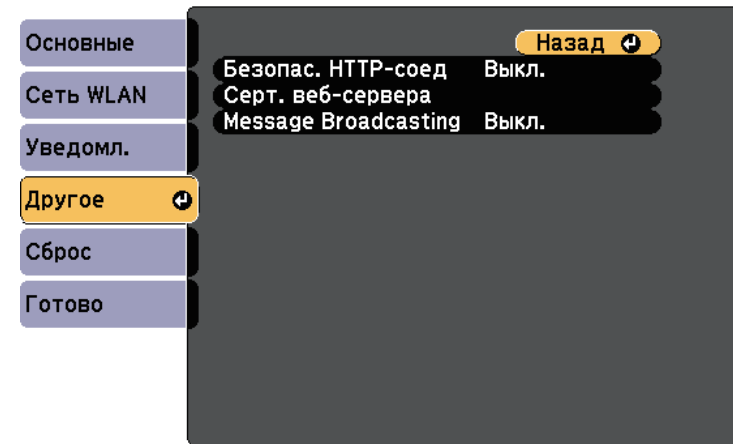 Основные
Сеть WLAN
Уведомл.
Другое
Сброс
Готово
Назад
Безопас. HTTP-соед Выкл.
Серт. веб-сервера
Message Broadcasting Выкл.